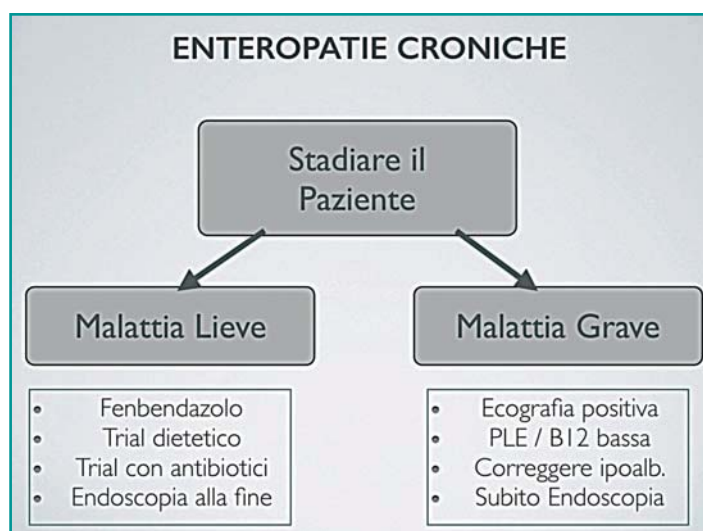 ENTEROPATIE CRONICHE
Stadiare il
Paziente
Malattia Lieve
Malattia Grave
• Fenbendazolo
• Trial dietetico
• Trial con antibiotici
• Endoscopia alla fine
• Ecografia positiva
• PLE / B12 bassa
• Correggere ipoalb.
• Subito Endoscopia